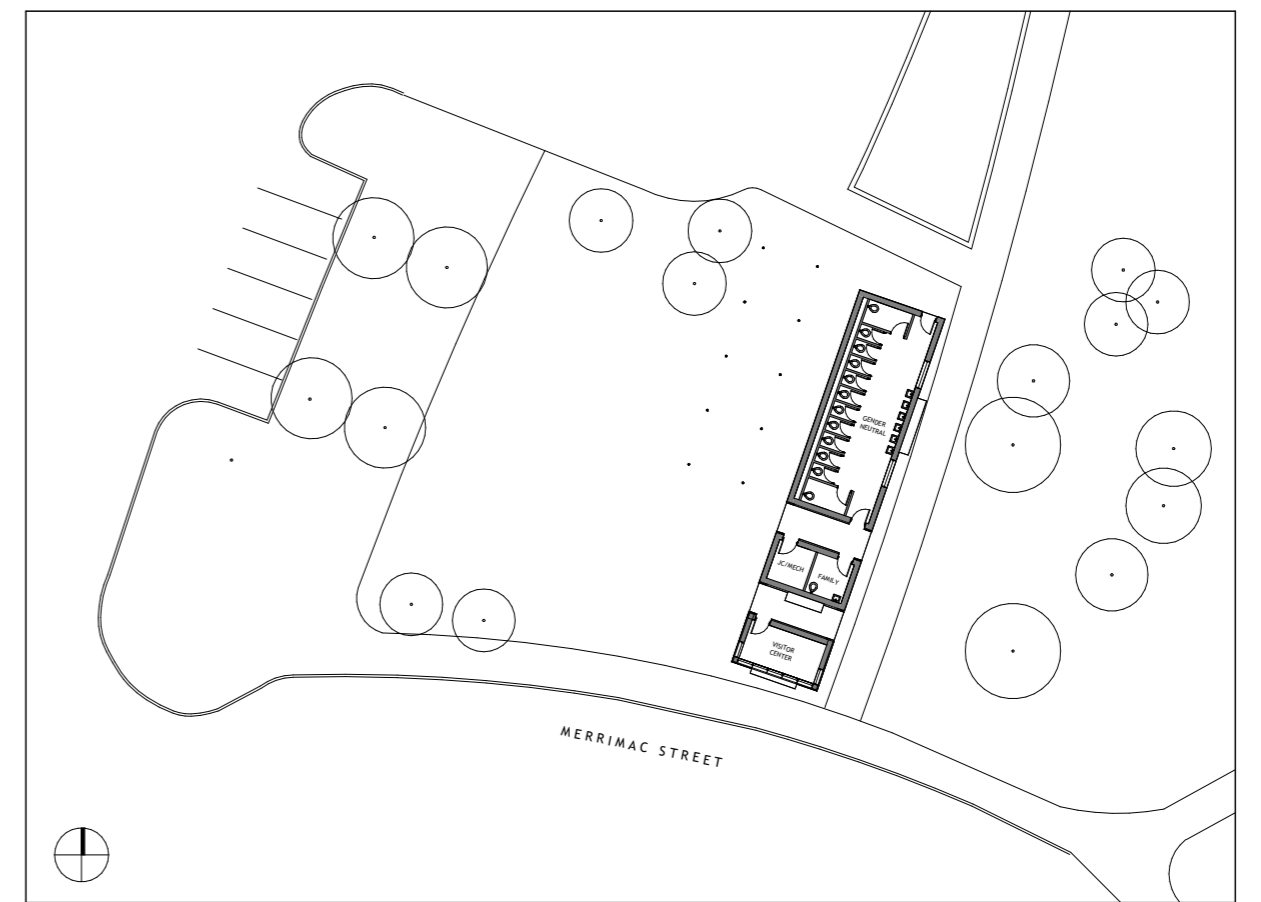 GENDER
NEUTRAL
JC/MECH
FAMILY
VISITOR
CENTER
MERRIMAC STREET